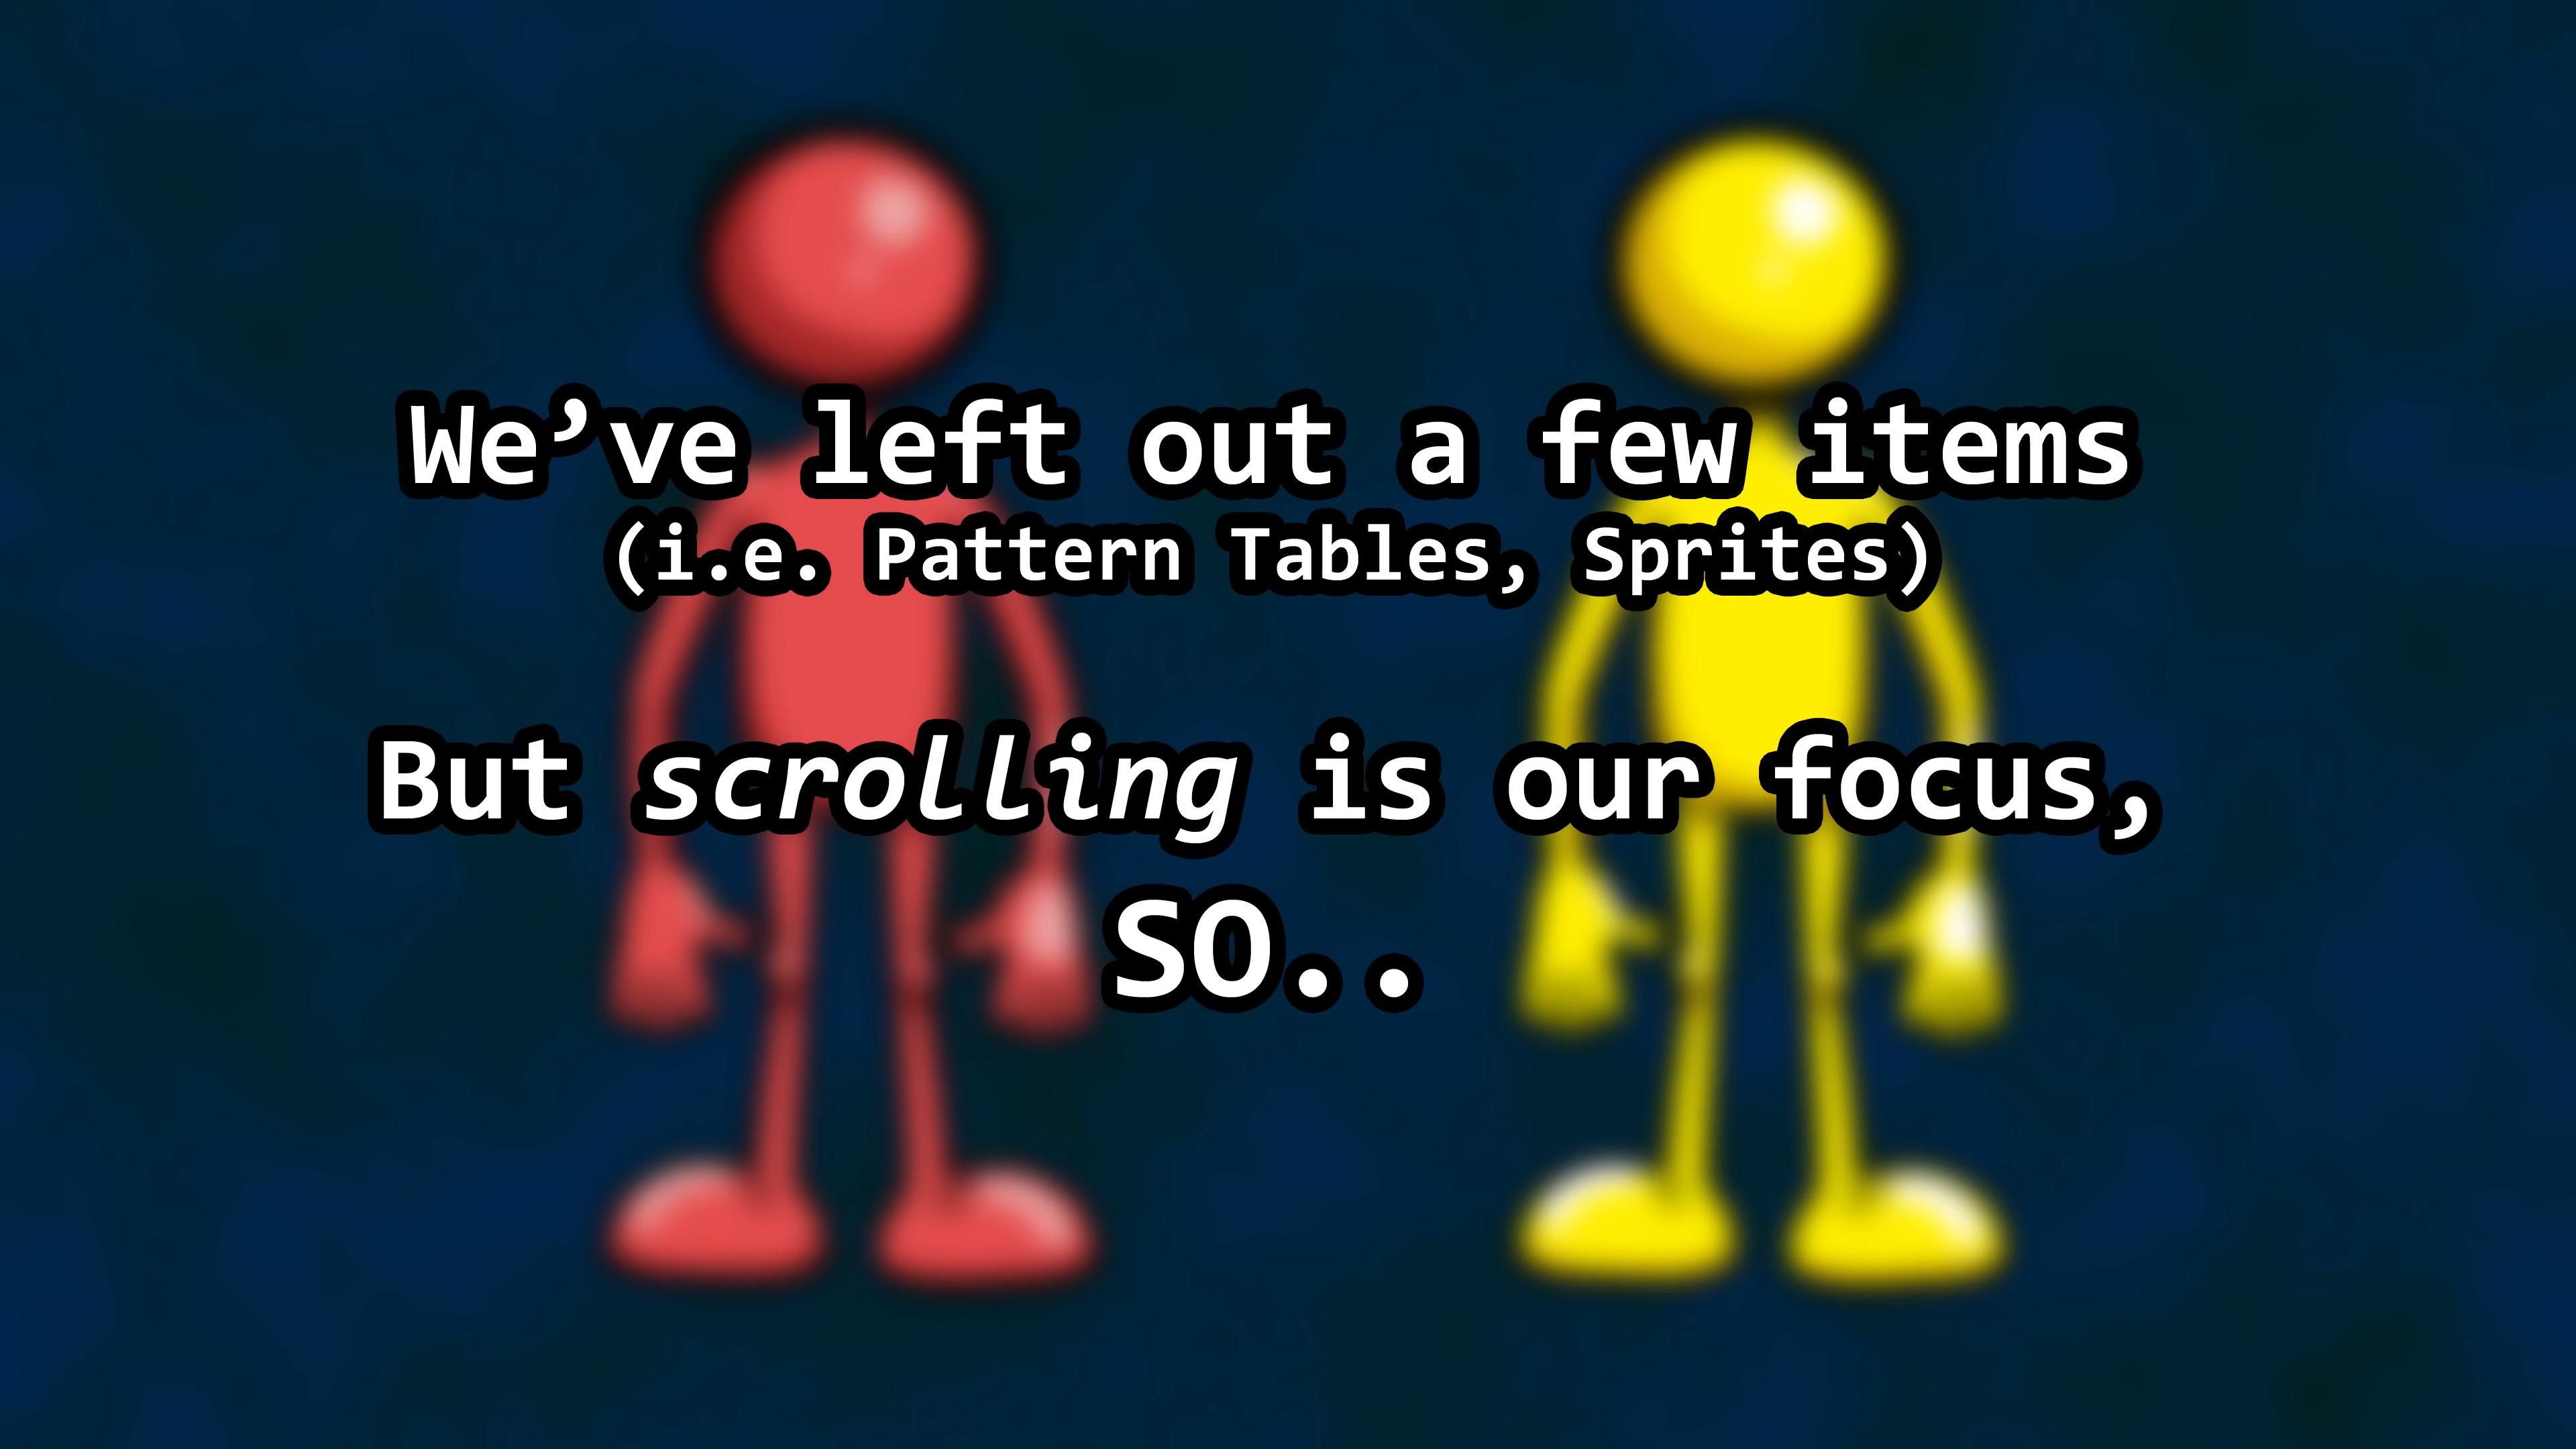 We’ve left out a few items
(i.e. Pattern Tables, Sprites)
But scrolling is our focus,
SO..